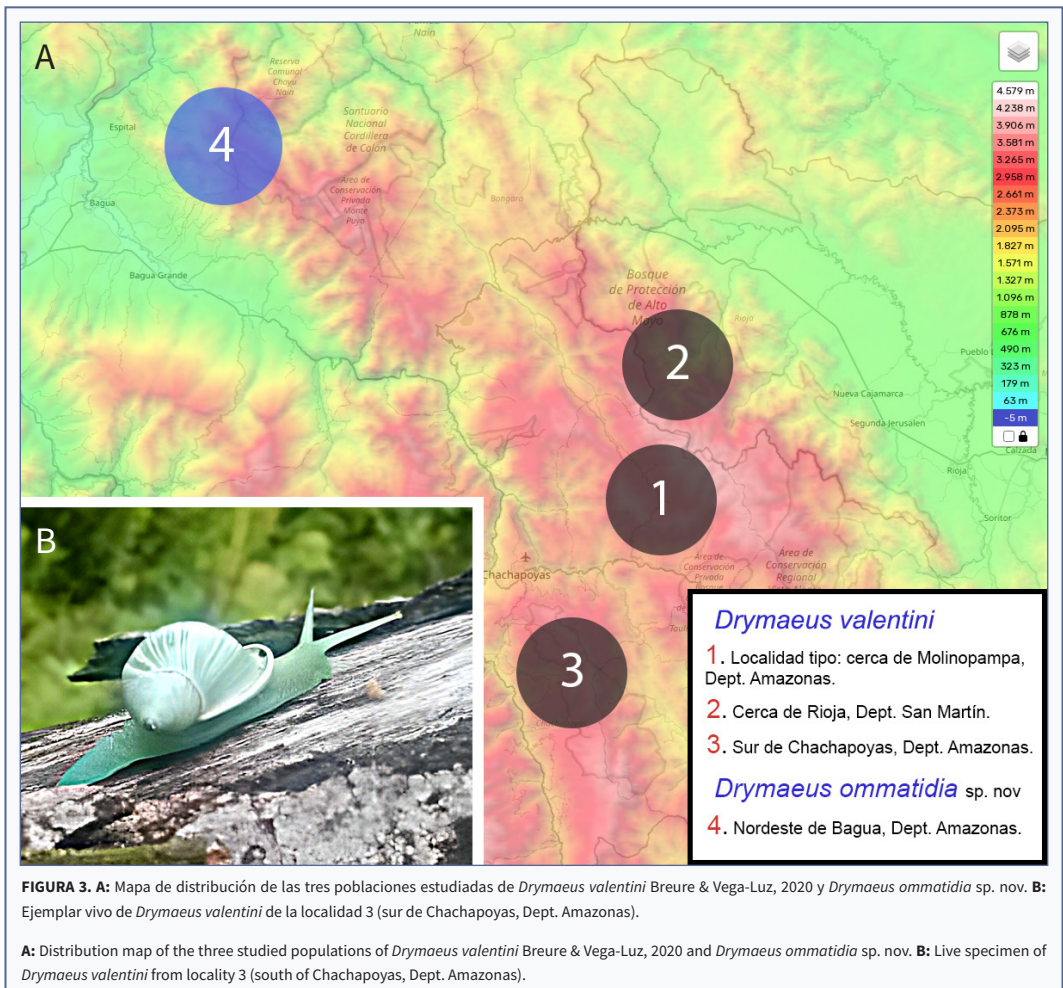 A
Nain
Reserva
Comunal
Chayu
Nain
Espital
Santuario
Nacional
Cordillera
de Colán
4
Área de
Conservación
Privada
Monte
Puyo
Bongará
Bagua
Bagua Grande
Bosque
de Protección
de Alto
Mayo
Rioja
2
Nueva Cajamarca
Segunda Jerusalen
Calzada
Rioja
Soritor
1
Chachapoyas
Área de
Conservación
Privada
Área de
Conservación
Regional
3
4.579 m
4.238 m
3.906 m
3.581 m
3.265 m
2.958 m
2.661 m
2.373 m
2.095 m
1.827 m
1.571 m
1.327 m
1.096 m
878 m
676 m
490 m
323 m
179 m
63 m
-5 m
B
Drymaeus valentini
1. Localidad tipo: cerca de Molinopampa,
Dept. Amazonas.
2. Cerca de Rioja, Dept. San Martín.
3. Sur de Chachapoyas, Dept. Amazonas.
Drymaeus ommatidia sp. nov
4. Nordeste de Bagua, Dept. Amazonas.
FIGURA 3. A: Mapa de distribución de las tres poblaciones estudiadas de Drymaeus valentini Breure & Vega-Luz, 2020 y Drymaeus ommatidia sp. nov. B:
Ejemplar vivo de Drymaeus valentini de la localidad 3 (sur de Chachapoyas, Dept. Amazonas).
A: Distribution map of the three studied populations of Drymaeus valentini Breure & Vega-Luz, 2020 and Drymaeus ommatidia sp. nov. B: Live specimen of
Drymaeus valentini from locality 3 (south of Chachapoyas, Dept. Amazonas).